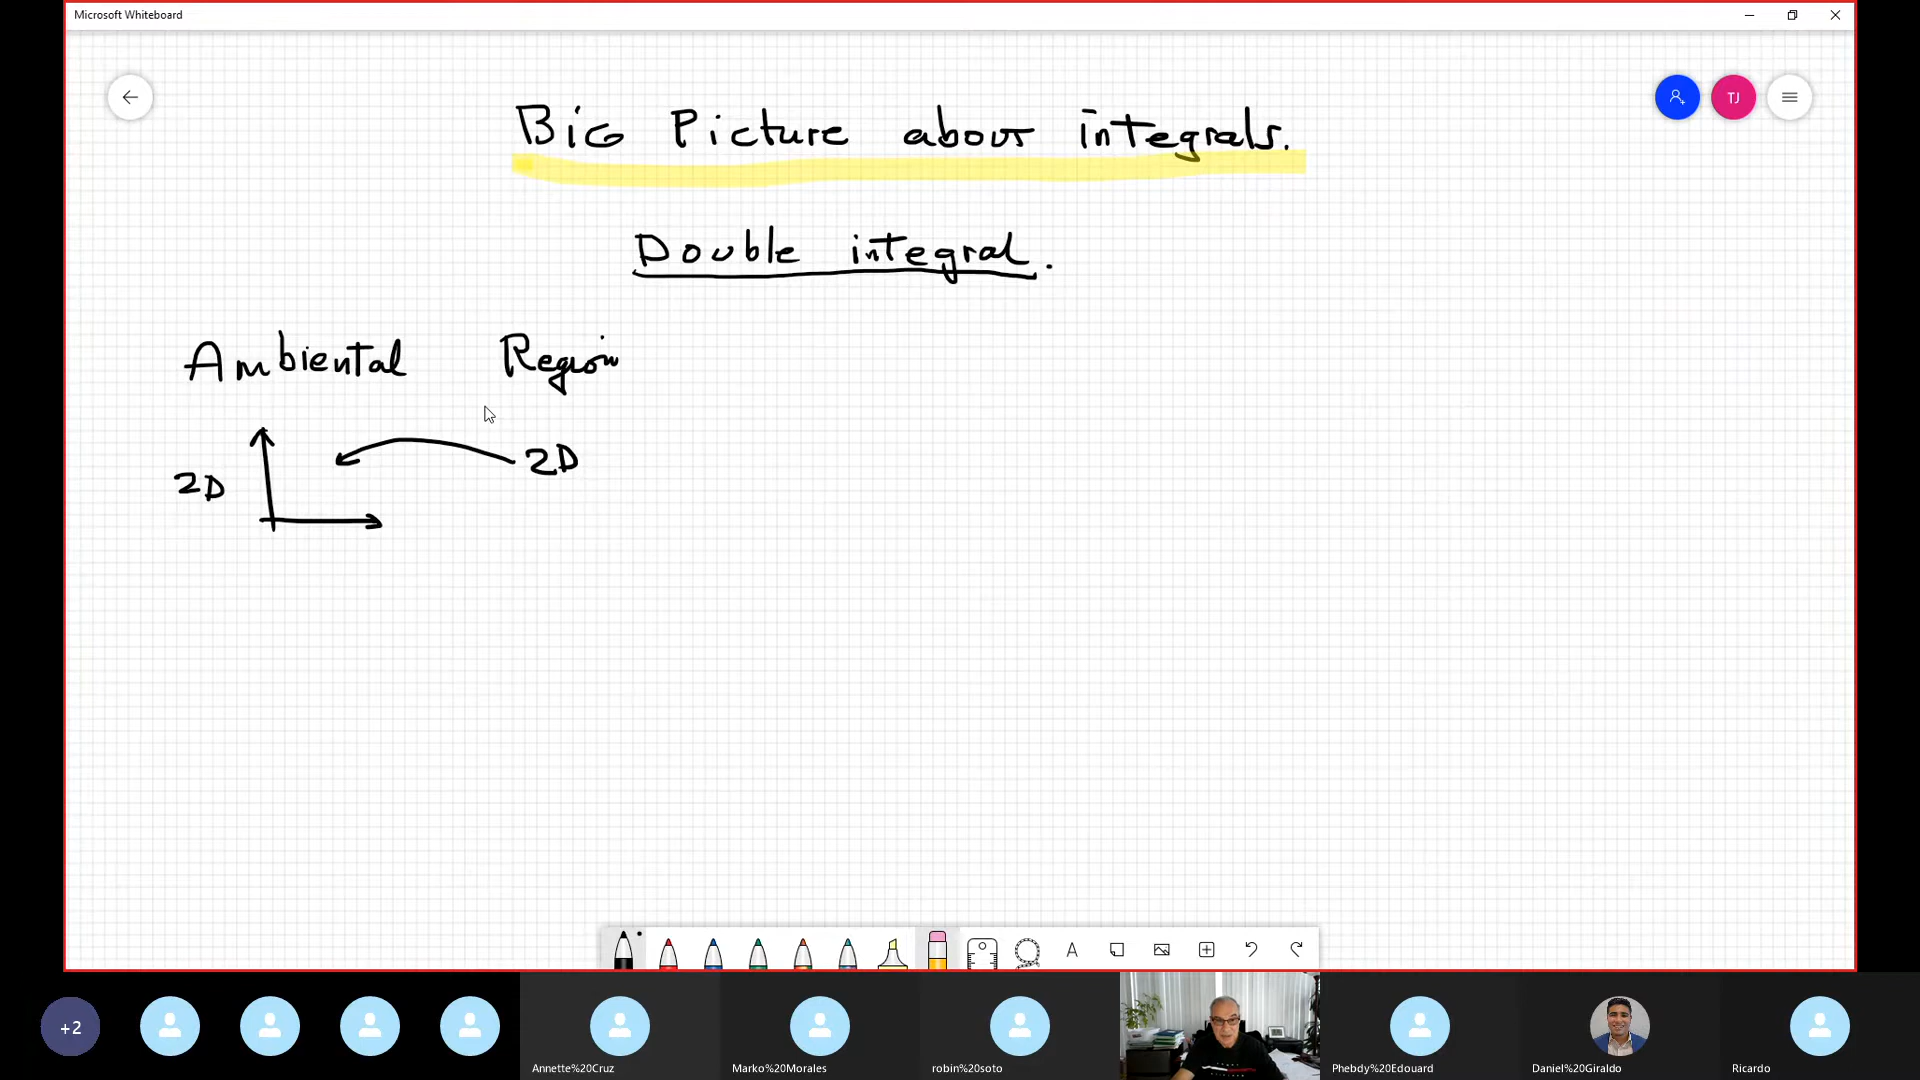 Microsoft Whiteboard
TJ
Big Picture about integrals.
Double integral.
Ambiental Region
2D
2D
A
+2
Annette%20Cruz
Marko%20Morales
robin%20soto
Phebdy%20Edouard
Daniel%20Giraldo
Ricardo